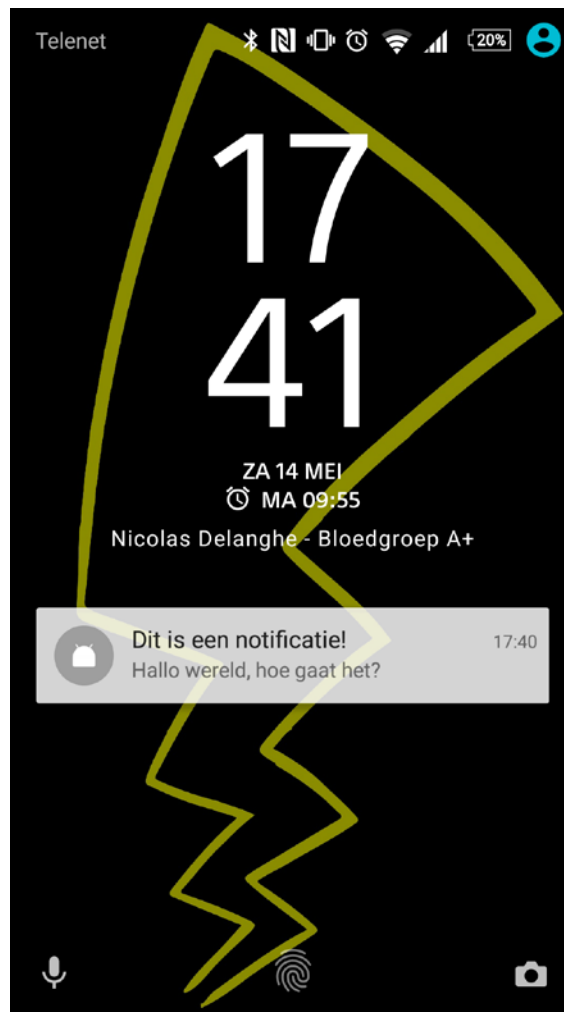 Telenet 20%
17
41
ZA 14 MEI
MA 09:55
Nicolas Delanghe - Bloedgroep A+
Dit is een notificatie! 17:40
Hallo wereld, hoe gaat het?